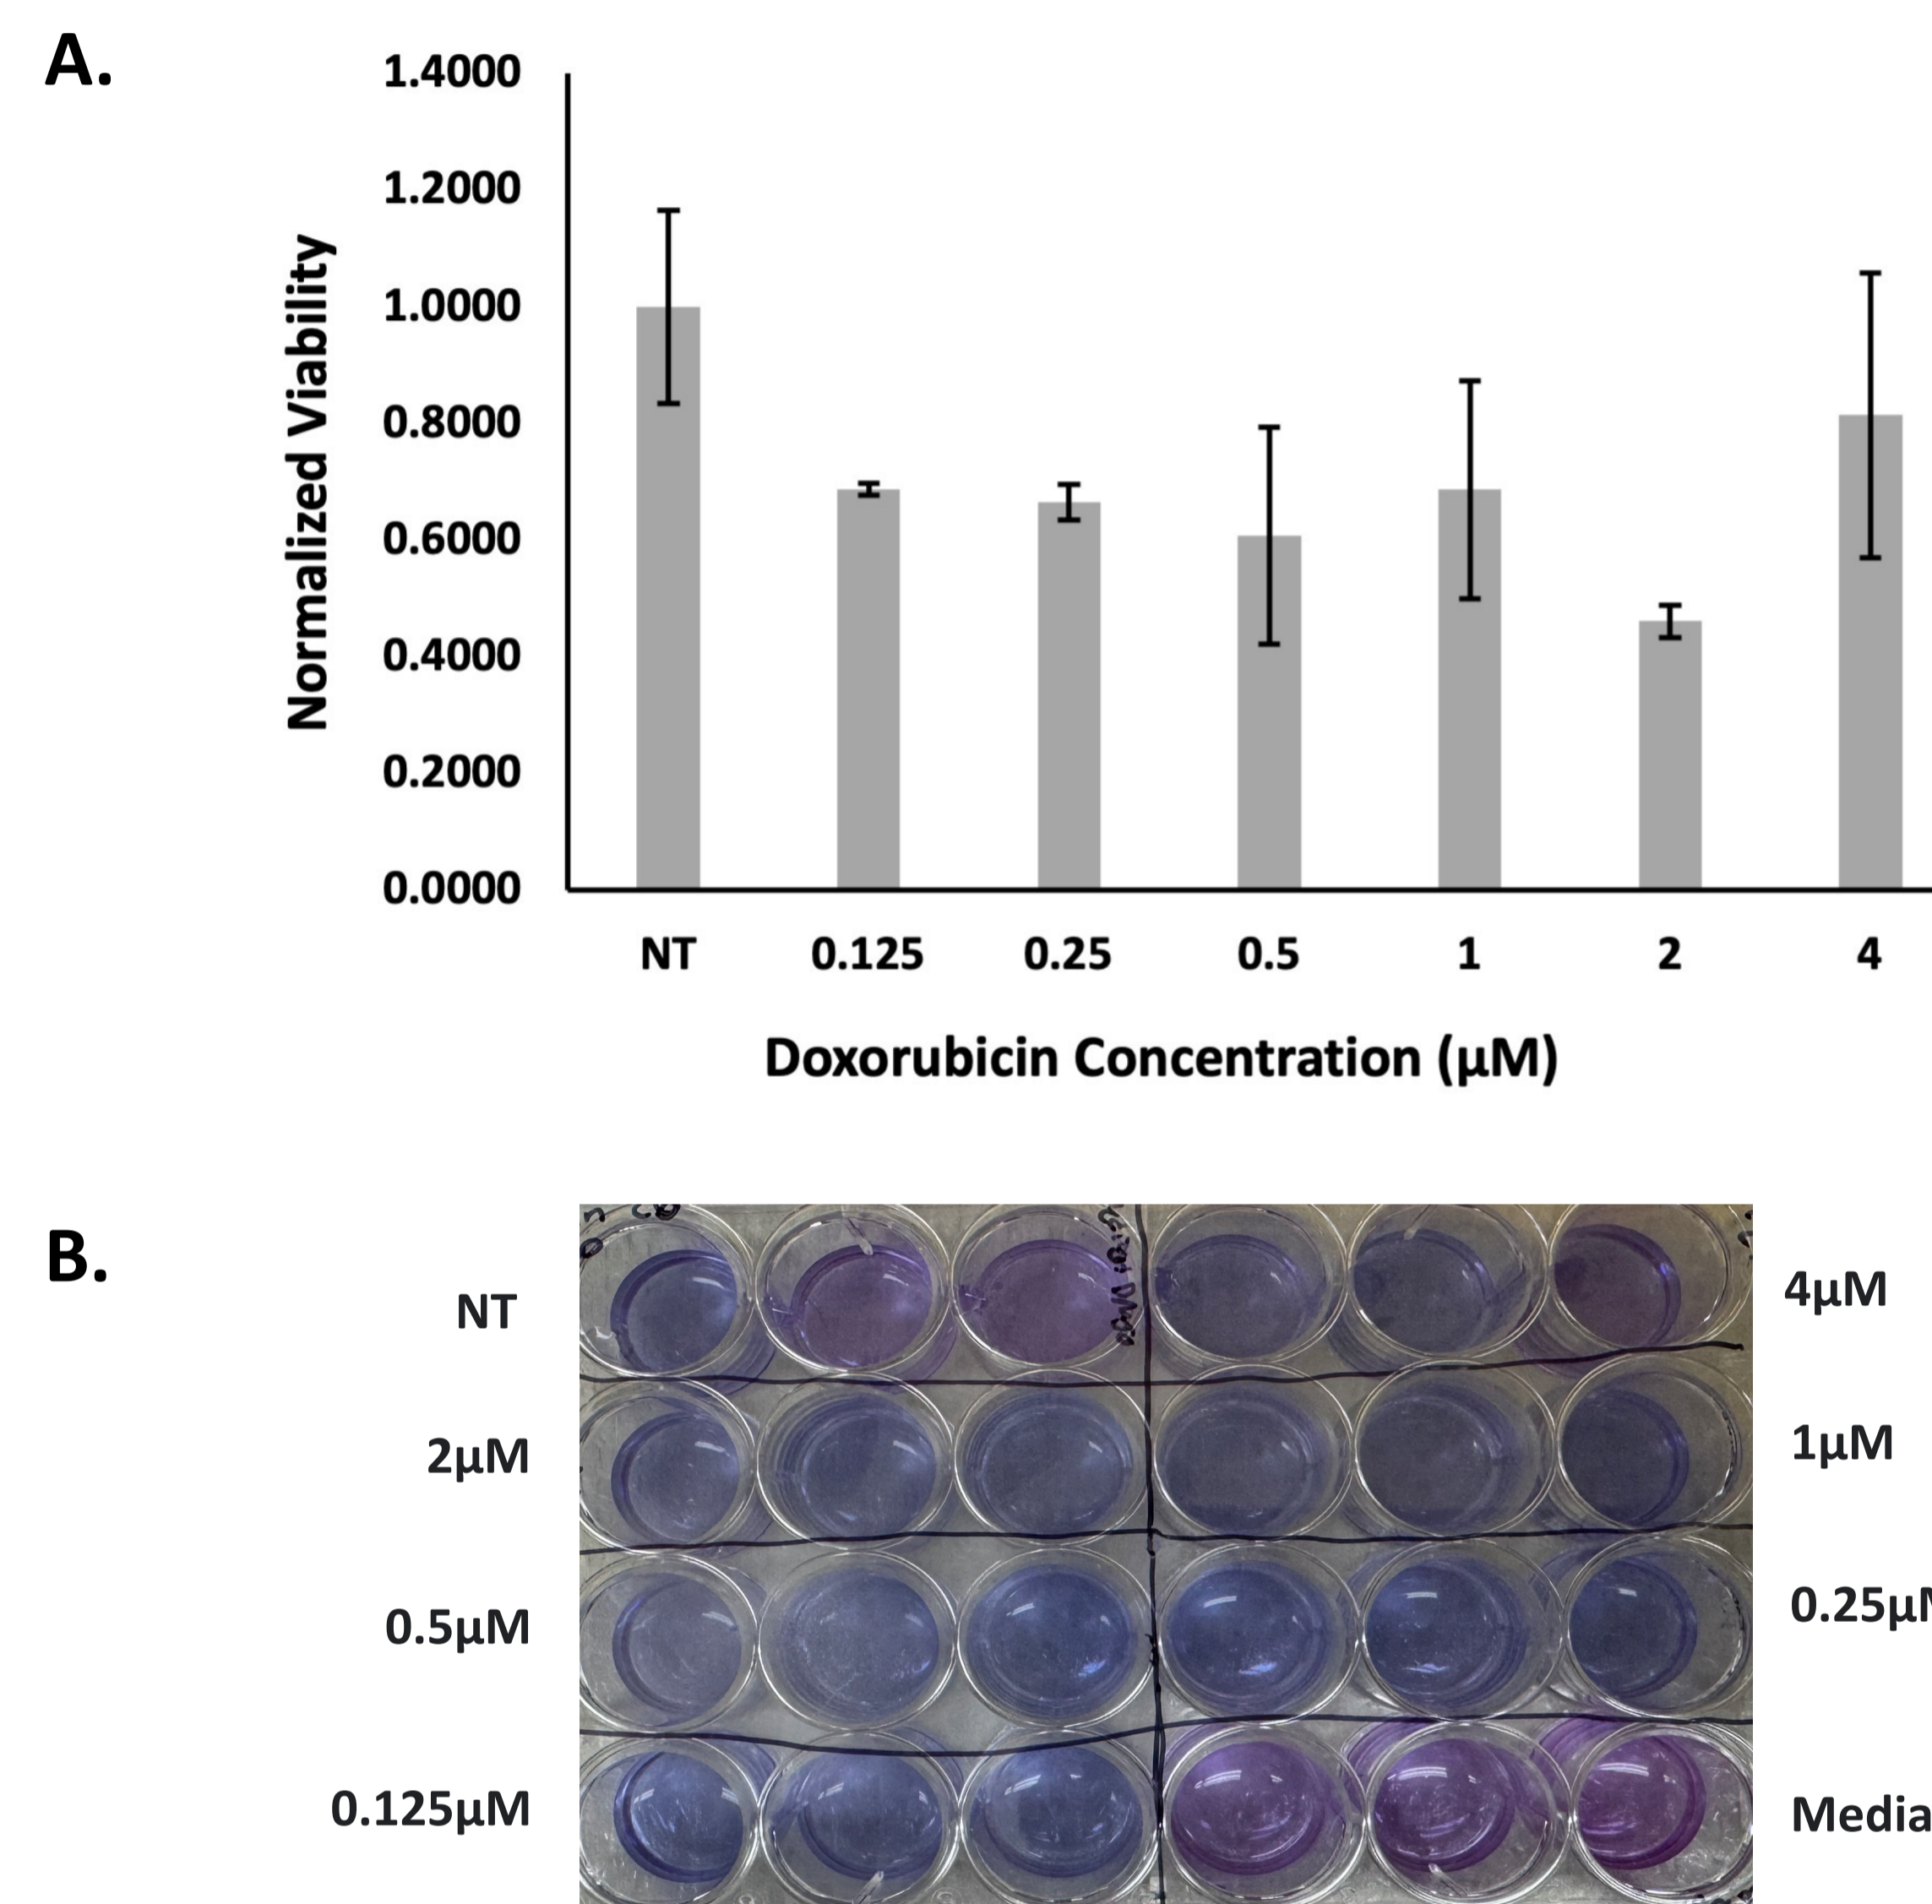 A.
1.4000
1.2000
1.0000
0.8000
0.6000
0.4000
0.2000
0.0000
Normalized Viability
NT 0.125 0.25 0.5 1 2 4
Doxorubicin Concentration (μM)
B.
NT 4μM
2μM 1μM
0.5μM 0.25μM
0.125μM Media